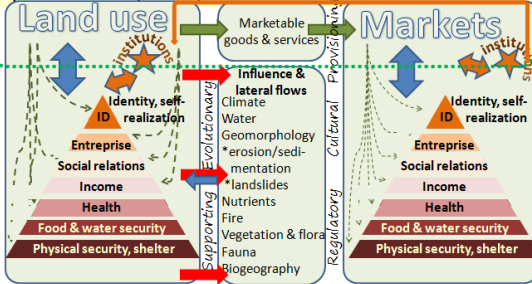 Land use
institutions
Identity, self-
realization
ID
Entreprise
Social relations
Income
Health
Food & water security
Physical security, shelter
Marketable
goods & services
Provisioning
Evolutionary
Supporting
Cultural
Regulatory
Influence &
lateral flows
Climate
Water
Geomorphology
*erosion/sedi-
mentation
*landslides
Nutrients
Fire
Vegetation & flora
Fauna
Biogeography
Markets
institutions
Identity, self-
realization
ID
Entreprise
Social relations
Income
Health
Food & water security
Physical security, shelter